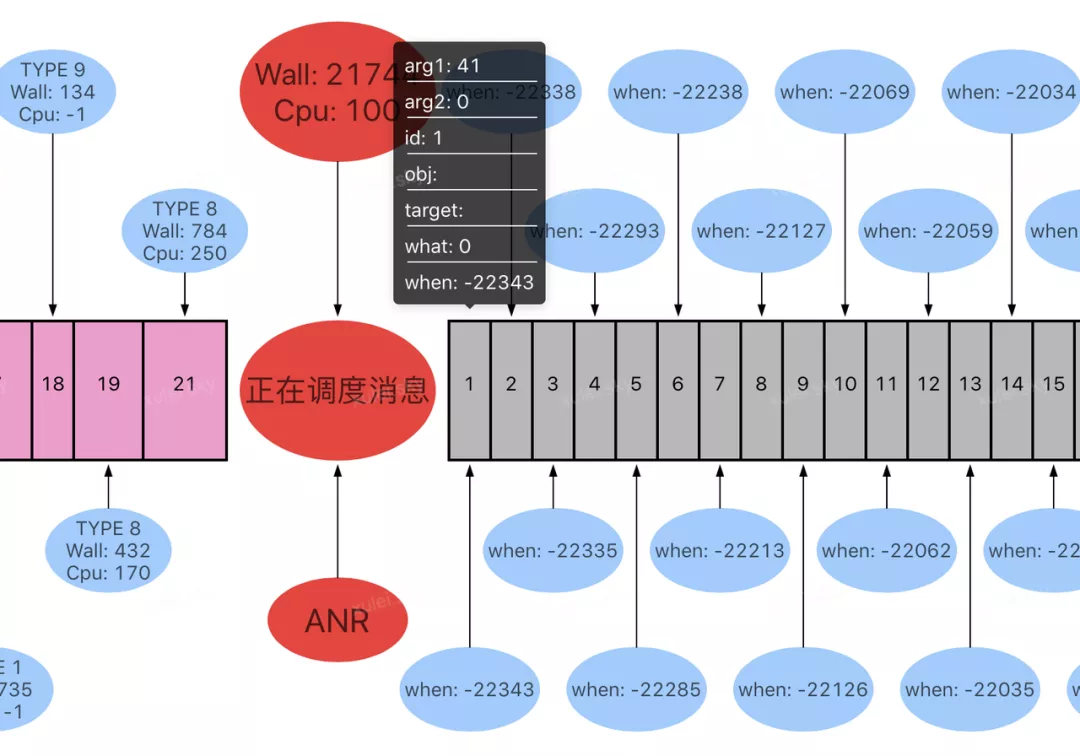 TYPE 9
Wall: 134
Cpu: -1
TYPE 8
Wall: 784
Cpu: 250
Wall: 21744
Cpu: 100
arg1: 41
arg2: 0
id: 1
obj:
target:
what: 0
when: -22343
when: -22338
when: -22238
when: -22069
when: -22034
when: -22293
when: -22127
when: -22059
when
18
19
21
正在调度消息
1
2
3
4
5
6
7
8
9
10
11
12
13
14
15
TYPE 8
Wall: 432
Cpu: 170
ANR
when: -22335
when: -22213
when: -22062
when: -22
E 1
735
-1
when: -22343
when: -22285
when: -22126
when: -22035